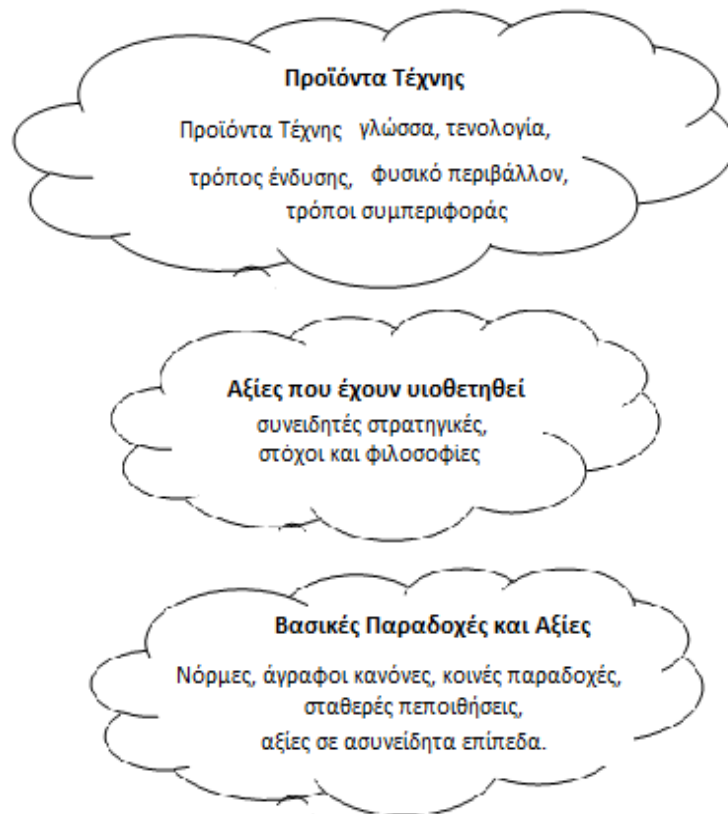 Προϊόντα Τέχνης
Προϊόντα Τέχνης γλώσσα, τενολογία,
τρόπος ένδυσης, φυσικό περιβάλλον,
τρόποι συμπεριφοράς
Αξίες που έχουν υιοθετηθεί
συνειδητές στρατηγικές,
στόχοι και φιλοσοφίες
Βασικές Παραδοχές και Αξίες
Νόρμες, άγραφοι κανόνες, κοινές παραδοχές,
σταθερές πεποιθήσεις,
αξίες σε ασυνείδητα επίπεδα.